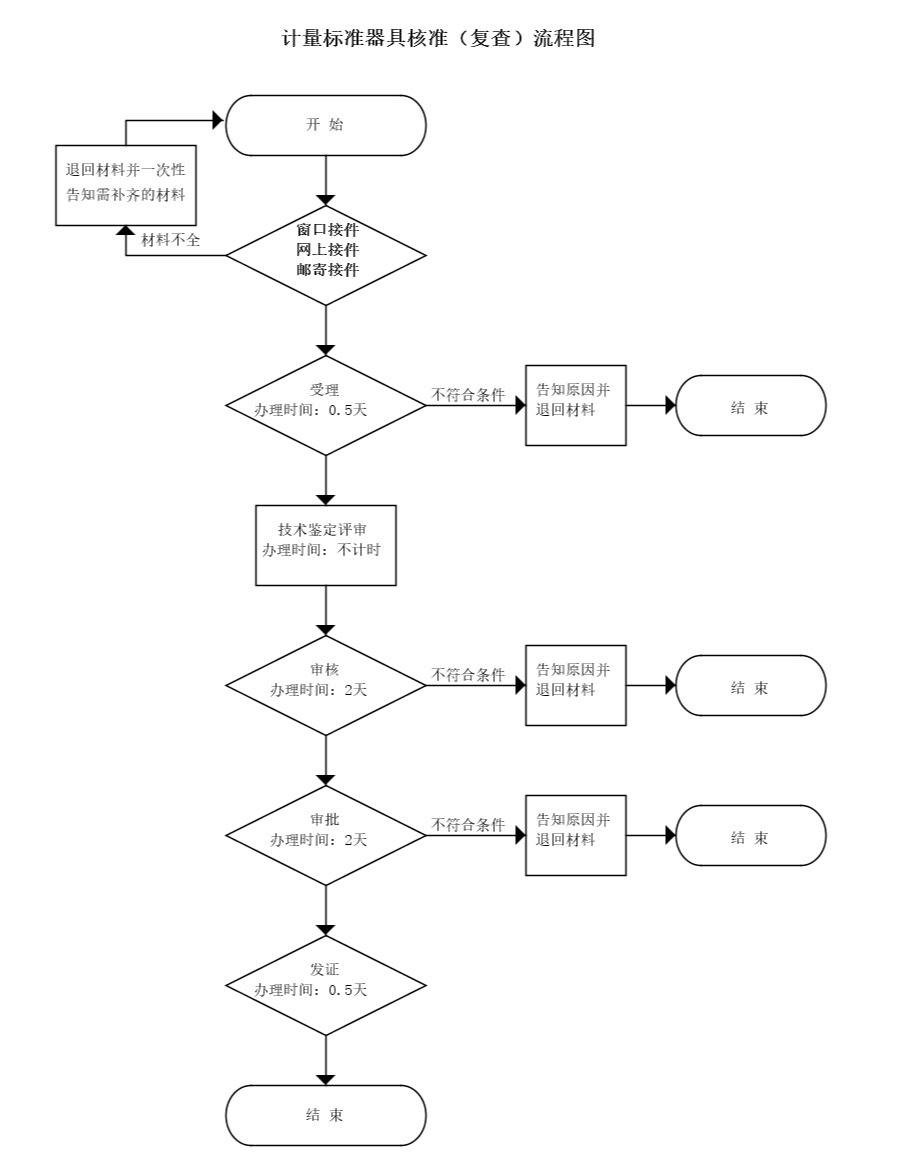 计量标准器具核准（复查）流程图
开 始
退回材料并一次性
告知需补齐的材料
材料不全
窗口接件
网上接件
邮寄接件
受理
办理时间：0.5天
不符合条件
告知原因并
退回材料
结 束
技术鉴定评审
办理时间：不计时
审核
办理时间：2天
不符合条件
告知原因并
退回材料
结 束
审批
办理时间：2天
不符合条件
告知原因并
退回材料
结 束
发证
办理时间：0.5天
结 束